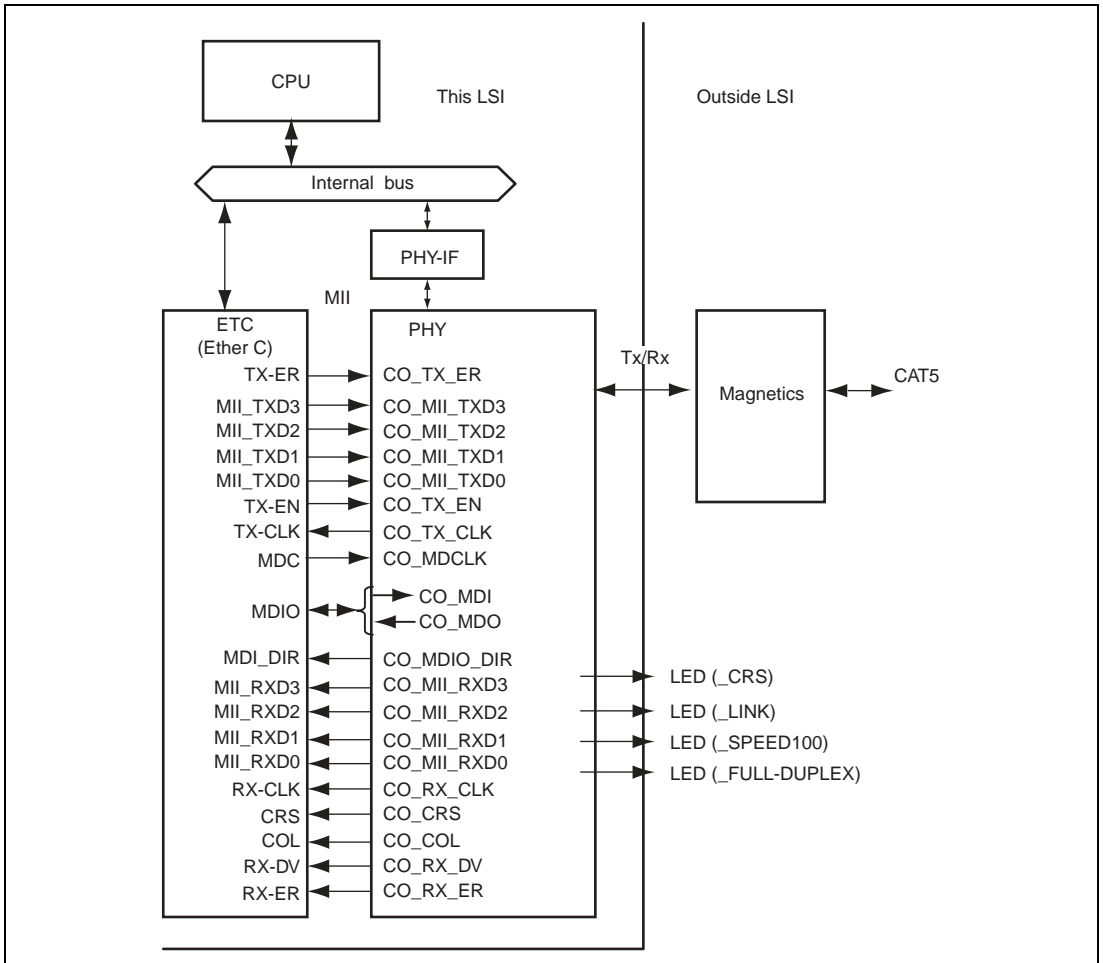 CPU
This LSI
Outside LSI
Internal bus
PHY-IF
MII
ETC
(Ether C)
PHY
Tx/Rx
Magnetics
CAT5
TX-ER CO_TX_ER
MII_TXD3 CO_MII_TXD3
MII_TXD2 CO_MII_TXD2
MII_TXD1 CO_MII_TXD1
MII_TXD0 CO_MII_TXD0
TX-EN CO_TX_EN
TX-CLK CO_TX_CLK
MDC CO_MDCLK
MDIO
CO_MDI
CO_MDO
MDI_DIR CO_MDIO_DIR
MII_RXD3 CO_MII_RXD3
MII_RXD2 CO_MII_RXD2
MII_RXD1 CO_MII_RXD1
MII_RXD0 CO_MII_RXD0
RX-CLK CO_RX_CLK
CRS CO_CRS
COL CO_COL
RX-DV CO_RX_DV
RX-ER CO_RX_ER
LED (_CRS)
LED (_LINK)
LED (_SPEED100)
LED (_FULL-DUPLEX)